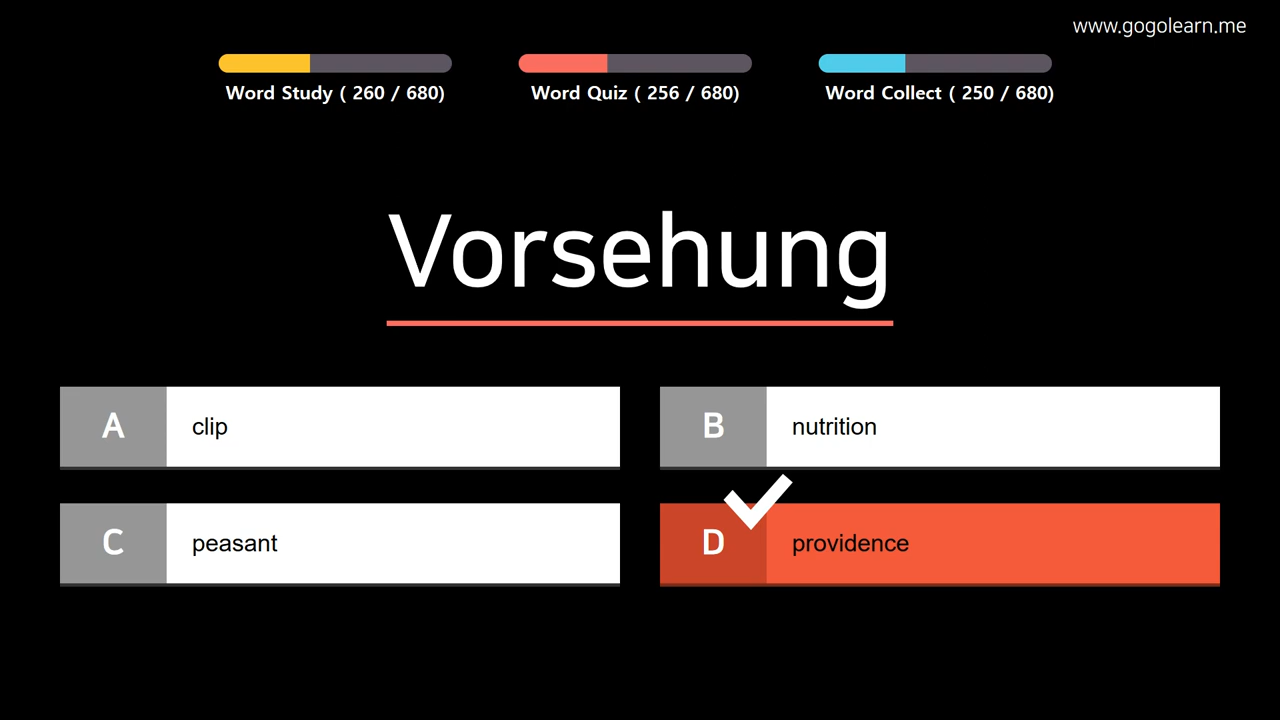 www.gogolearn.me
Word Study ( 260 / 680)
Word Quiz ( 256 / 680)
Word Collect ( 250 / 680)
Vorsehung
A clip
B nutrition
C peasant
D providence